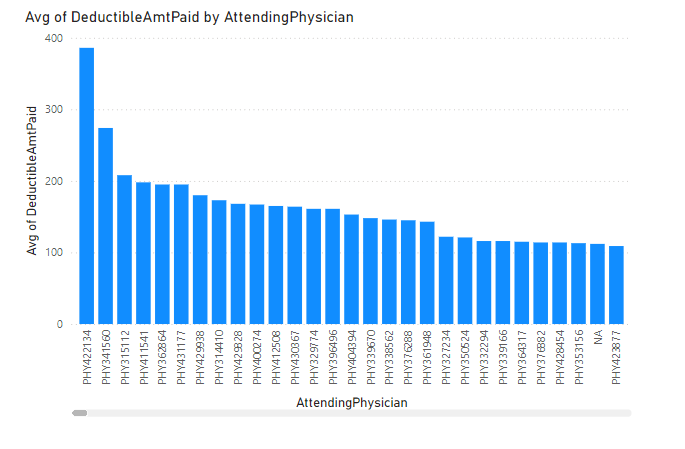 Avg of DeductibleAmtPaid by AttendingPhysician
Avg of DeductibleAmtPaid
400
300
200
100
0
PHY422134
PHY341560
PHY315112
PHY411541
PHY362864
PHY431177
PHY429938
PHY314410
PHY429828
PHY400274
PHY412508
PHY430367
PHY329774
PHY396496
PHY404394
PHY339670
PHY338562
PHY376288
PHY361948
PHY327234
PHY350524
PHY332294
PHY339166
PHY364317
PHY376982
PHY428454
PHY353156
NA
PHY423877
AttendingPhysician